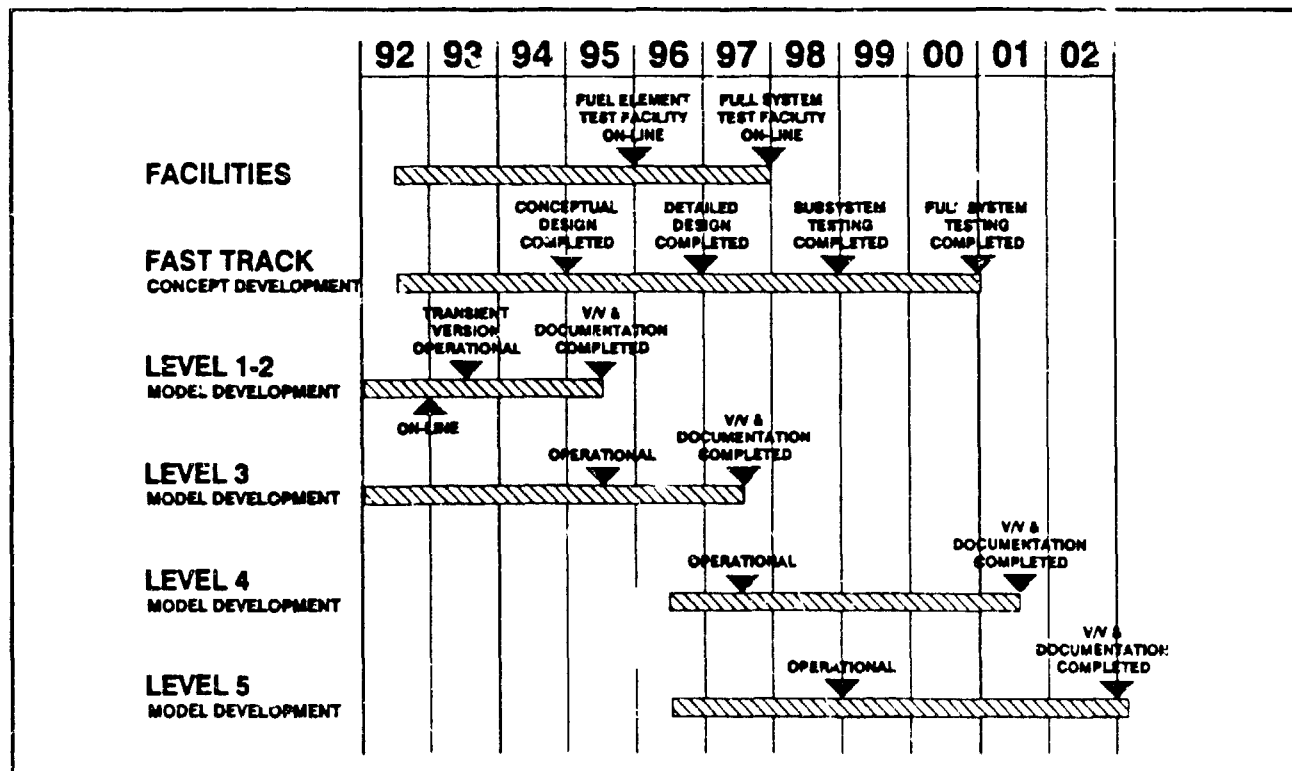 92 93 94 95 96 97 98 99 00 01 02
FUEL ELEMENT
TEST FACILITY
ON-LINE
FULL SYSTEM
TEST FACILITY
ON-LINE
FACILITIES
CONCEPTUAL
DESIGN
COMPLETED
DETAILED
DESIGN
COMPLETED
SUBSYSTEM
TESTING
COMPLETED
FULL SYSTEM
TESTING
COMPLETED
FAST TRACK
CONCEPT DEVELOPMENT
TRANSIENT
VERSION
OPERATIONAL
V/V &
DOCUMENTATION
COMPLETED
LEVEL 1-2
MODEL DEVELOPMENT
ON-LINE
OPERATIONAL
V/V &
DOCUMENTATION
COMPLETED
LEVEL 3
MODEL DEVELOPMENT
OPERATIONAL
V/V &
DOCUMENTATION
COMPLETED
LEVEL 4
MODEL DEVELOPMENT
OPERATIONAL
V/V &
DOCUMENTATION
COMPLETED
LEVEL 5
MODEL DEVELOPMENT